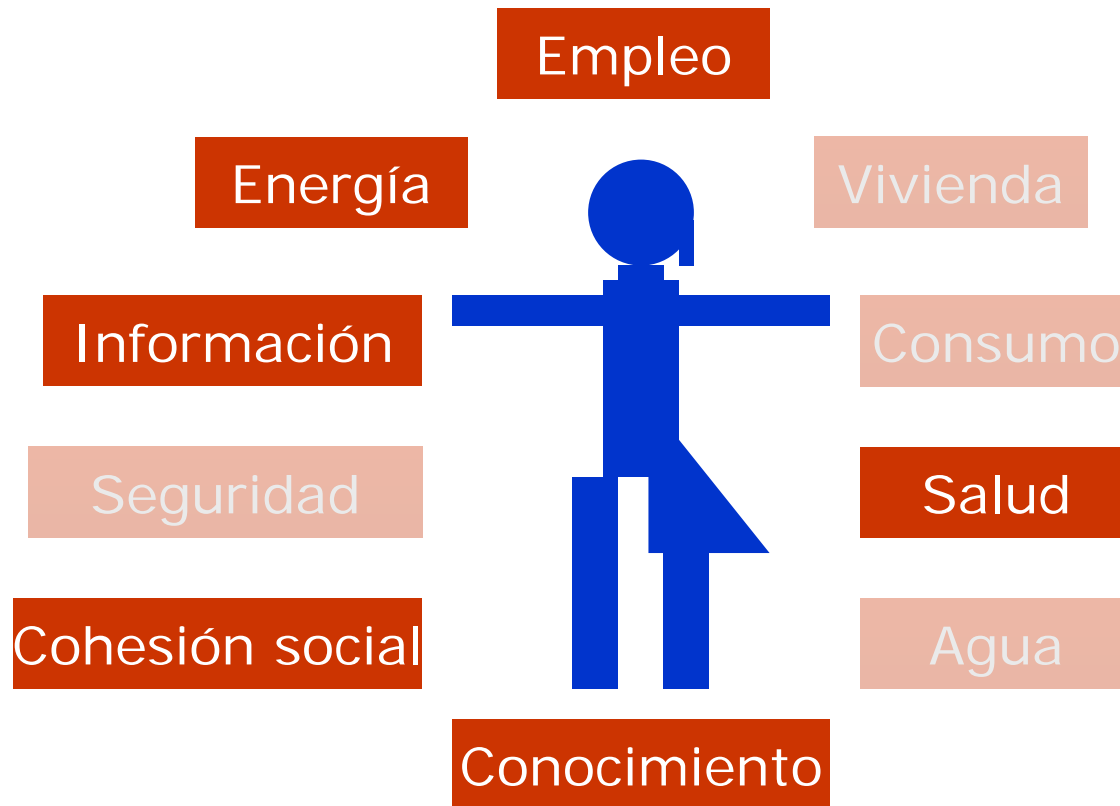 Empleo
Energía
Vivienda
Información
Consumo
Seguridad
Salud
Cohesión social
Agua
Conocimiento